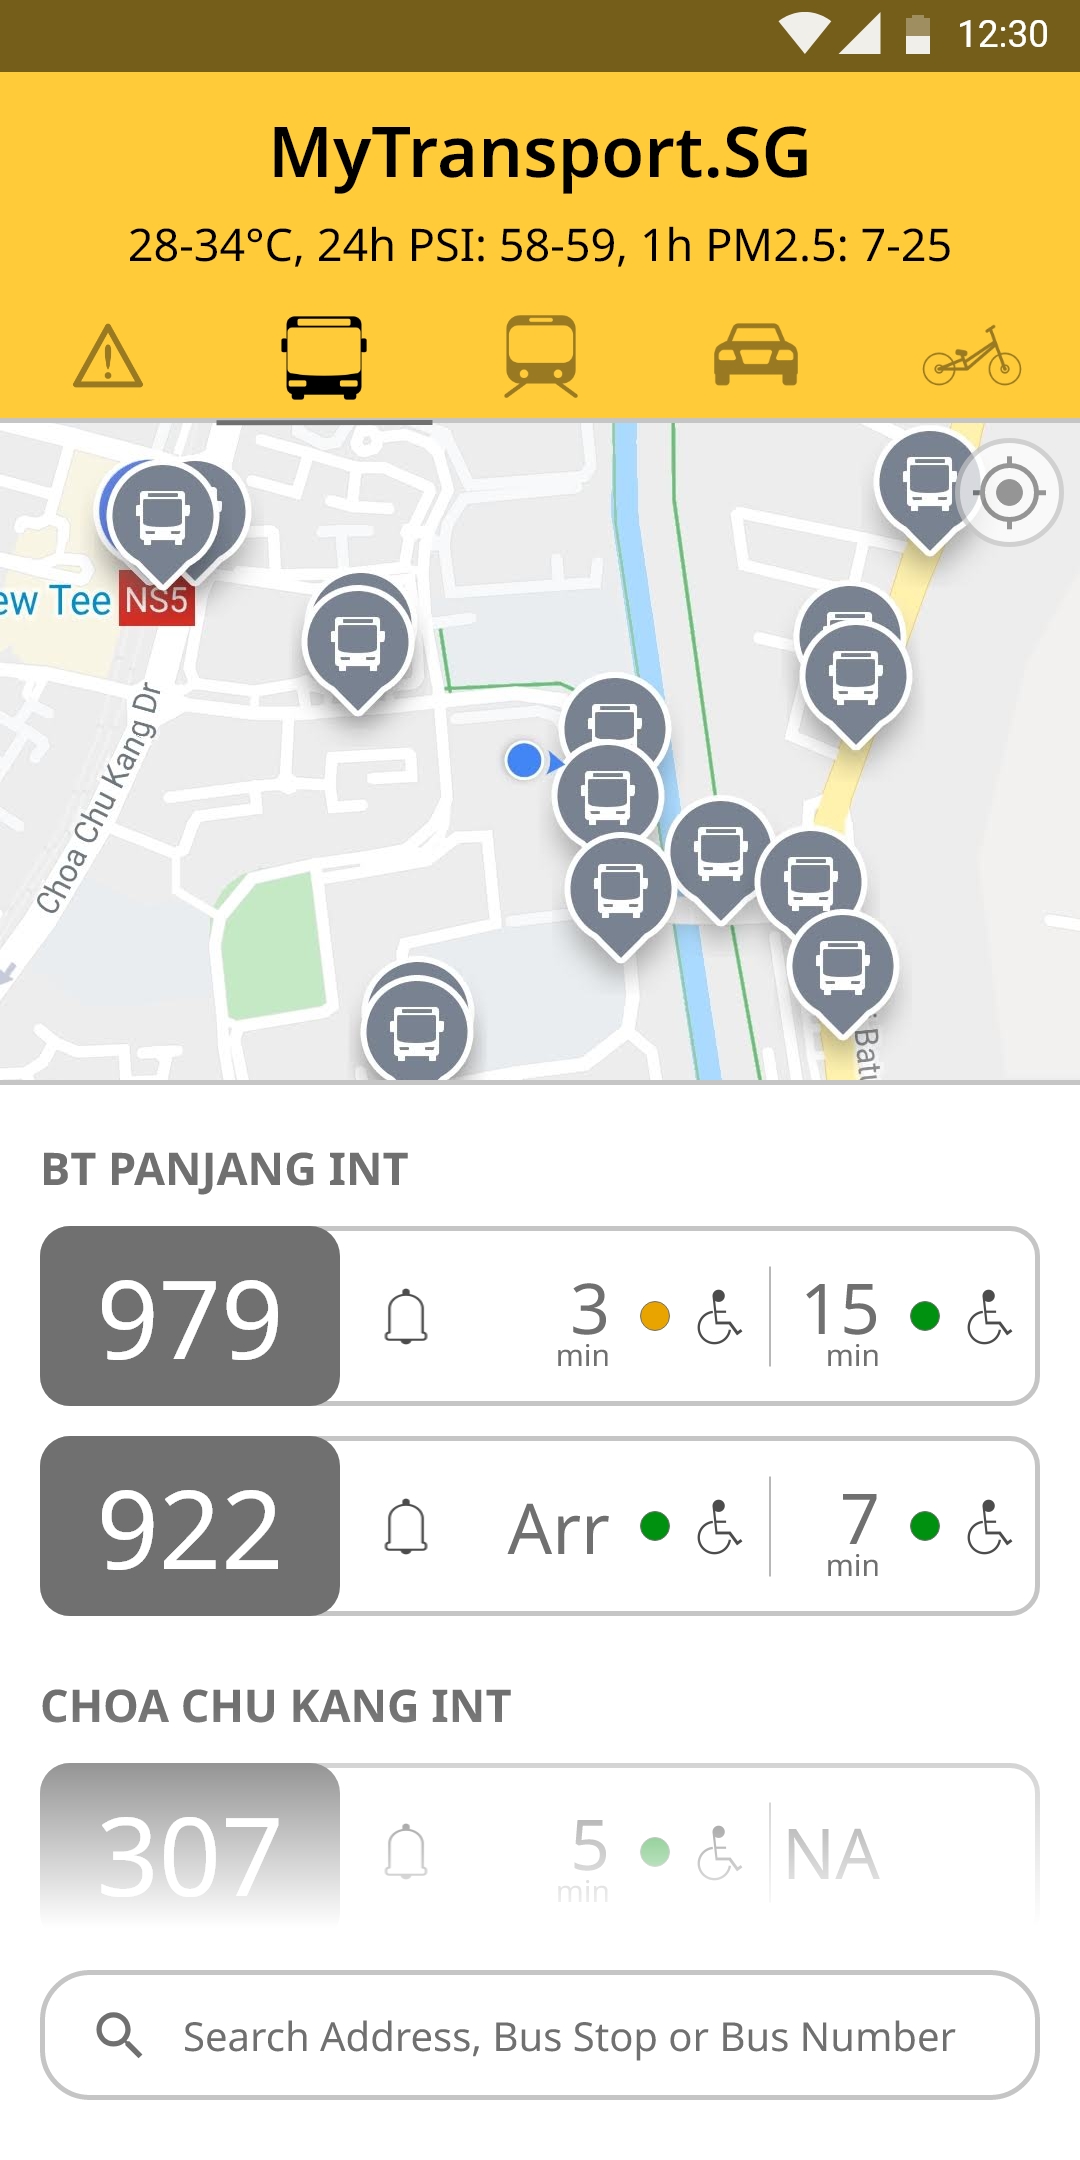 12:30
MyTransport.SG
28-34°C, 24h PSI: 58-59, 1h PM2.5: 7-25
ew Tee NS5
Choa Chu Kang Dr
Batu
BT PANJANG INT
979 3 min 15 min
922 Arr 7 min
CHOA CHU KANG INT
307 5 min NA
Search Address, Bus Stop or Bus Number